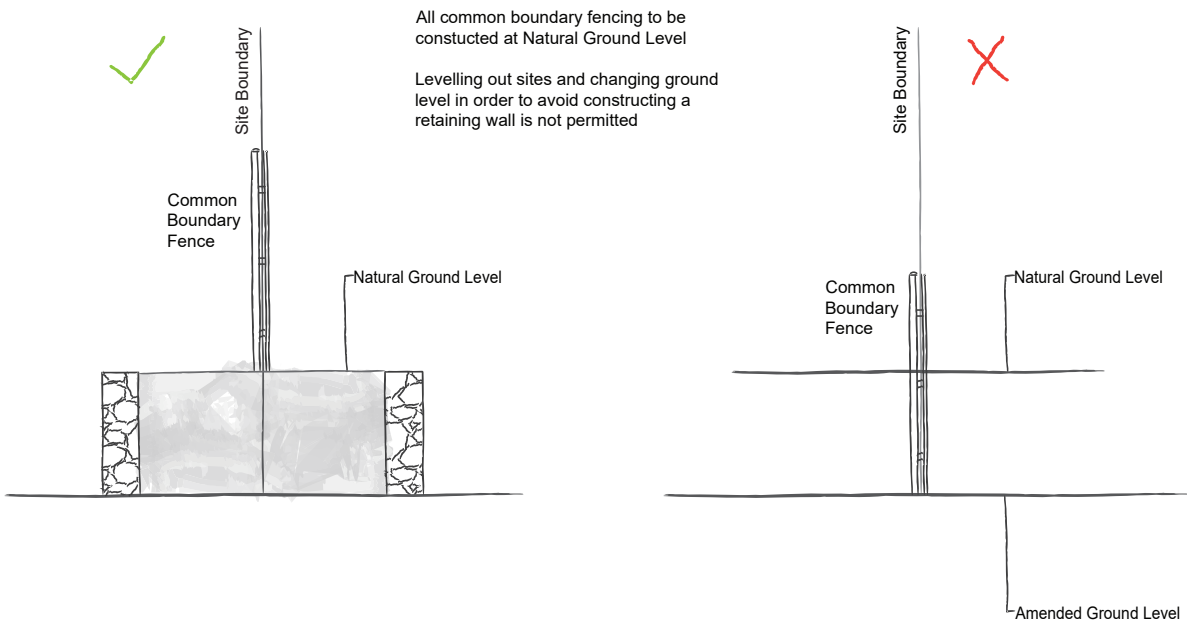 All common boundary fencing to be
constucted at Natural Ground Level
Levelling out sites and changing ground
level in order to avoid constructing a
retaining wall is not permitted
Site Boundary
Common
Boundary
Fence
Natural Ground Level
Site Boundary
Common
Boundary
Fence
Natural Ground Level
Amended Ground Level